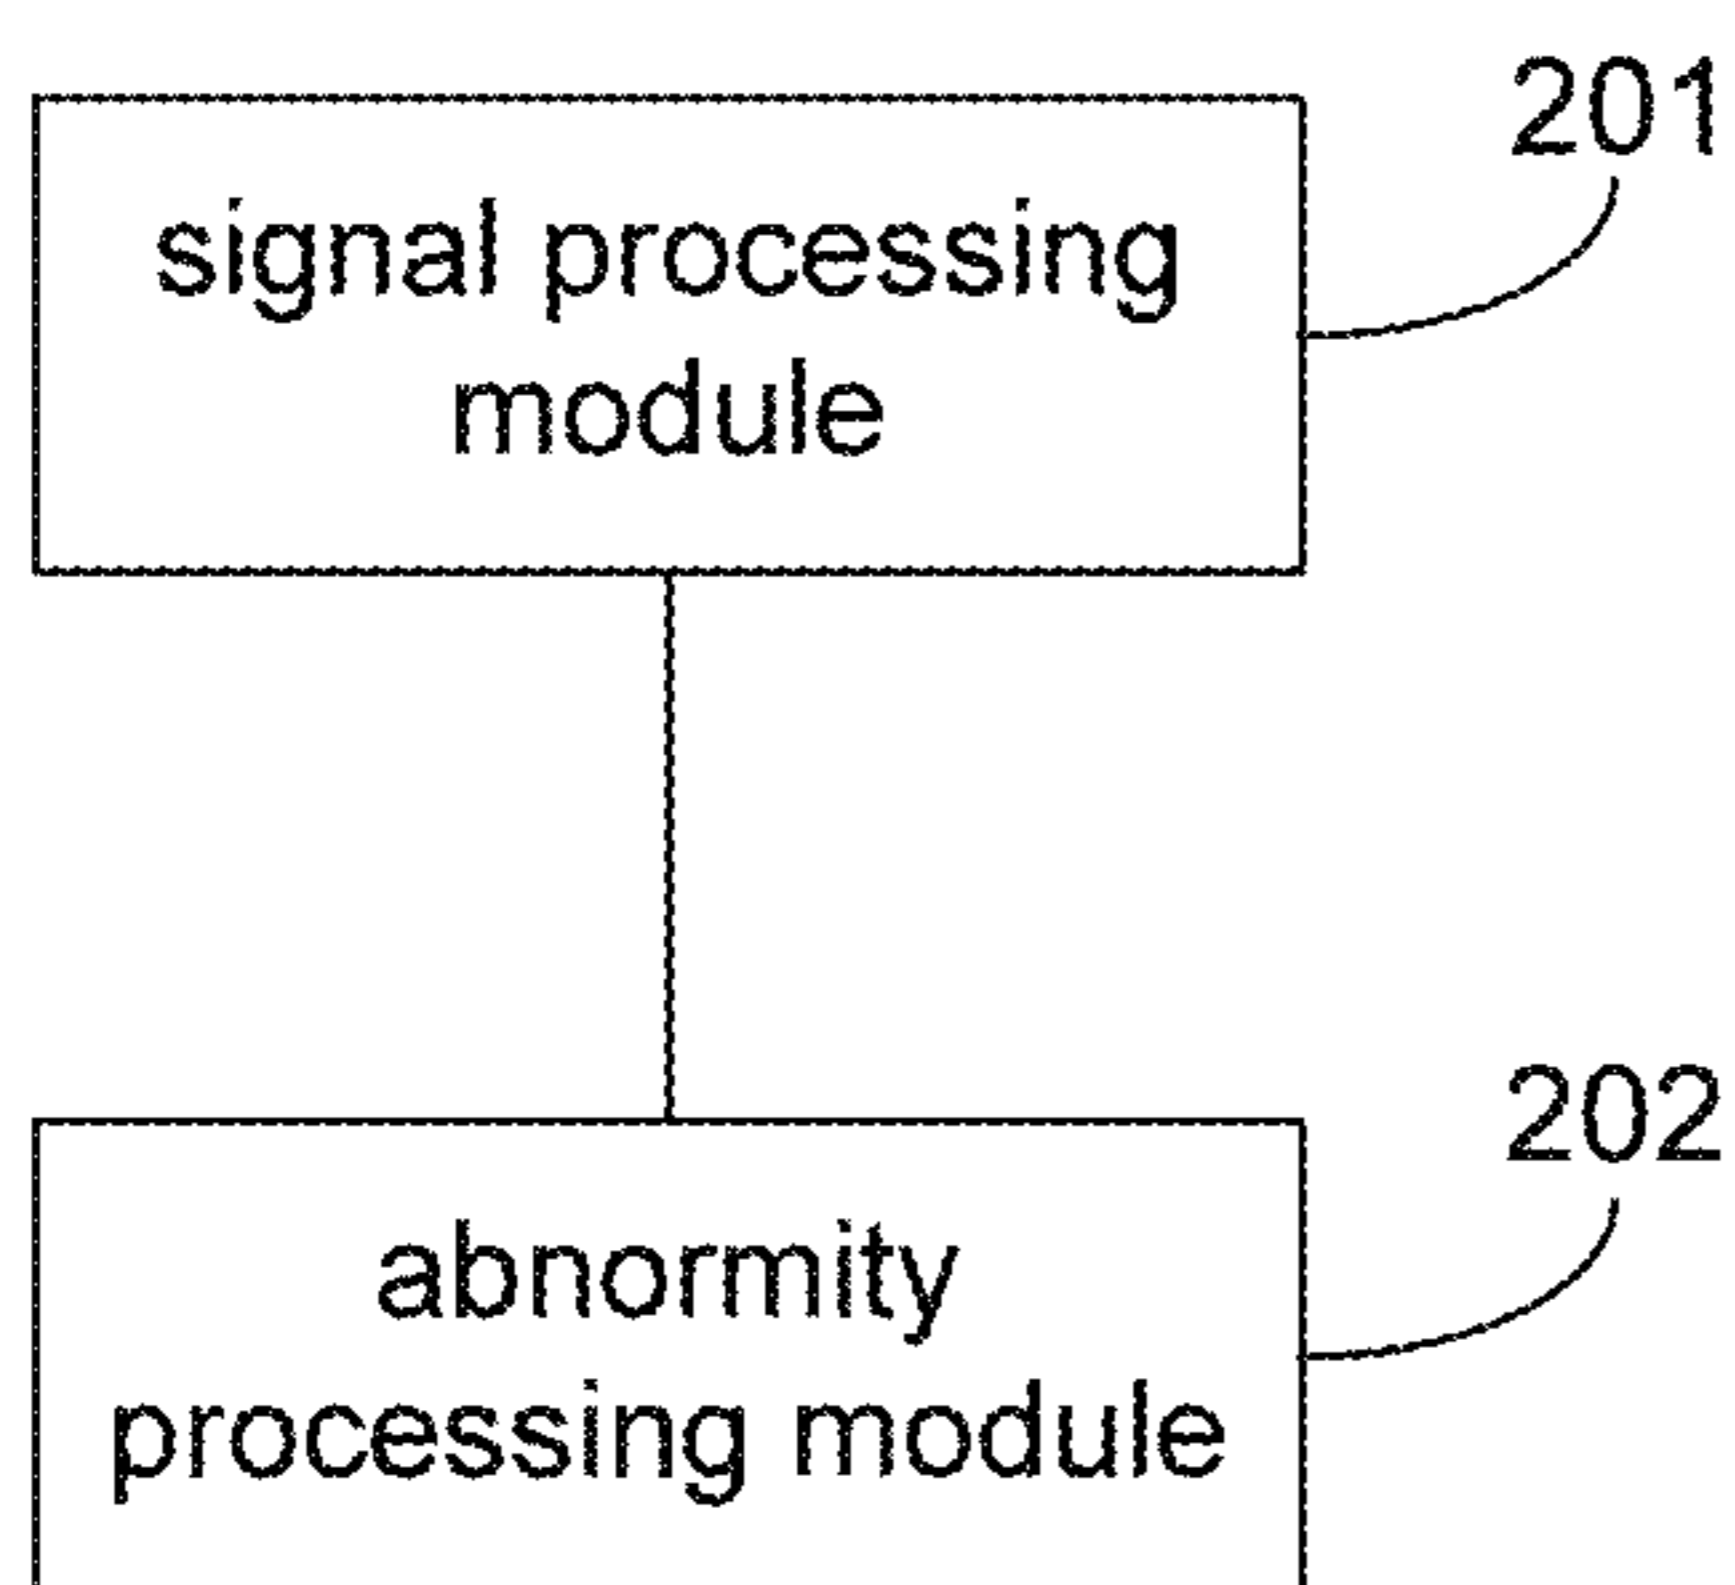 201
signal processing
module
202
abnormity
processing module